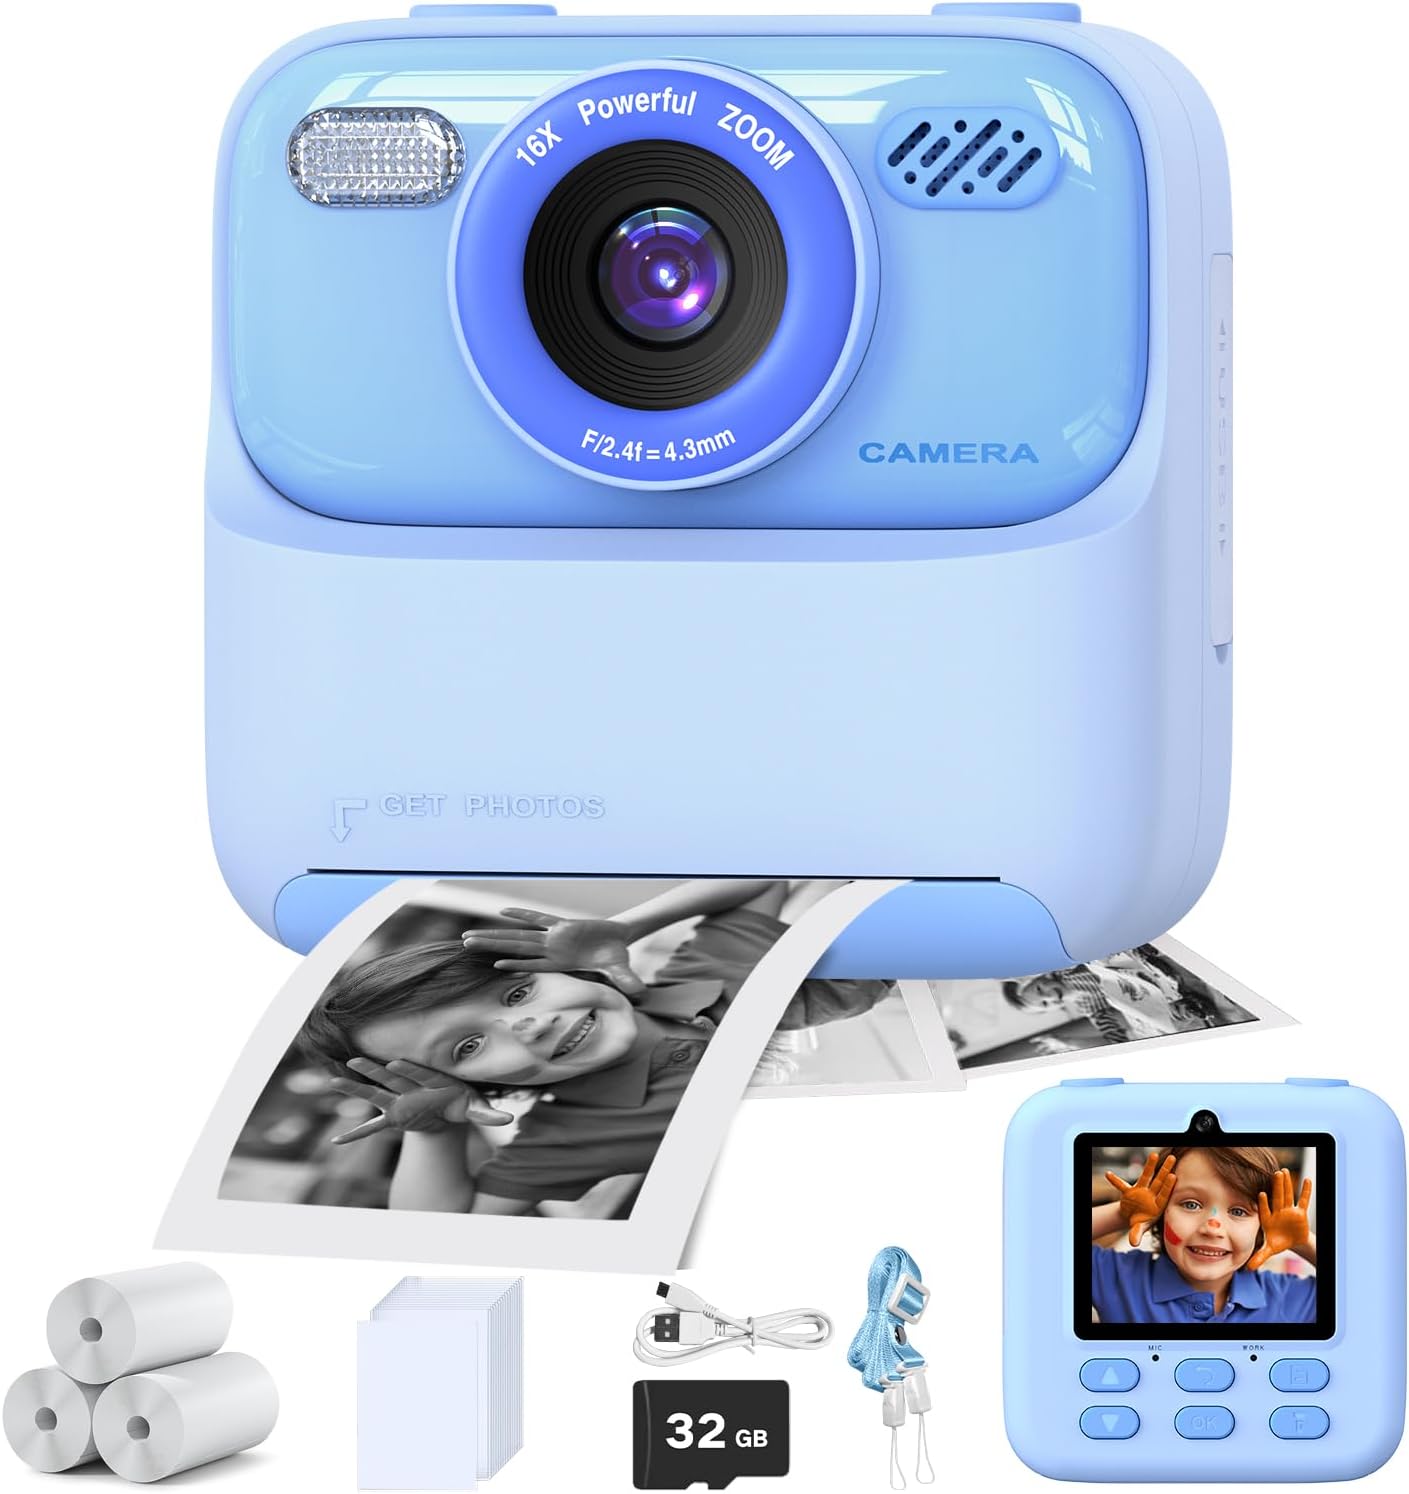 16X Powerful ZOOM
F/2.4f=4.3mm
CAMERA
GET PHOTOS
MIC
WORK
OK
32 GB